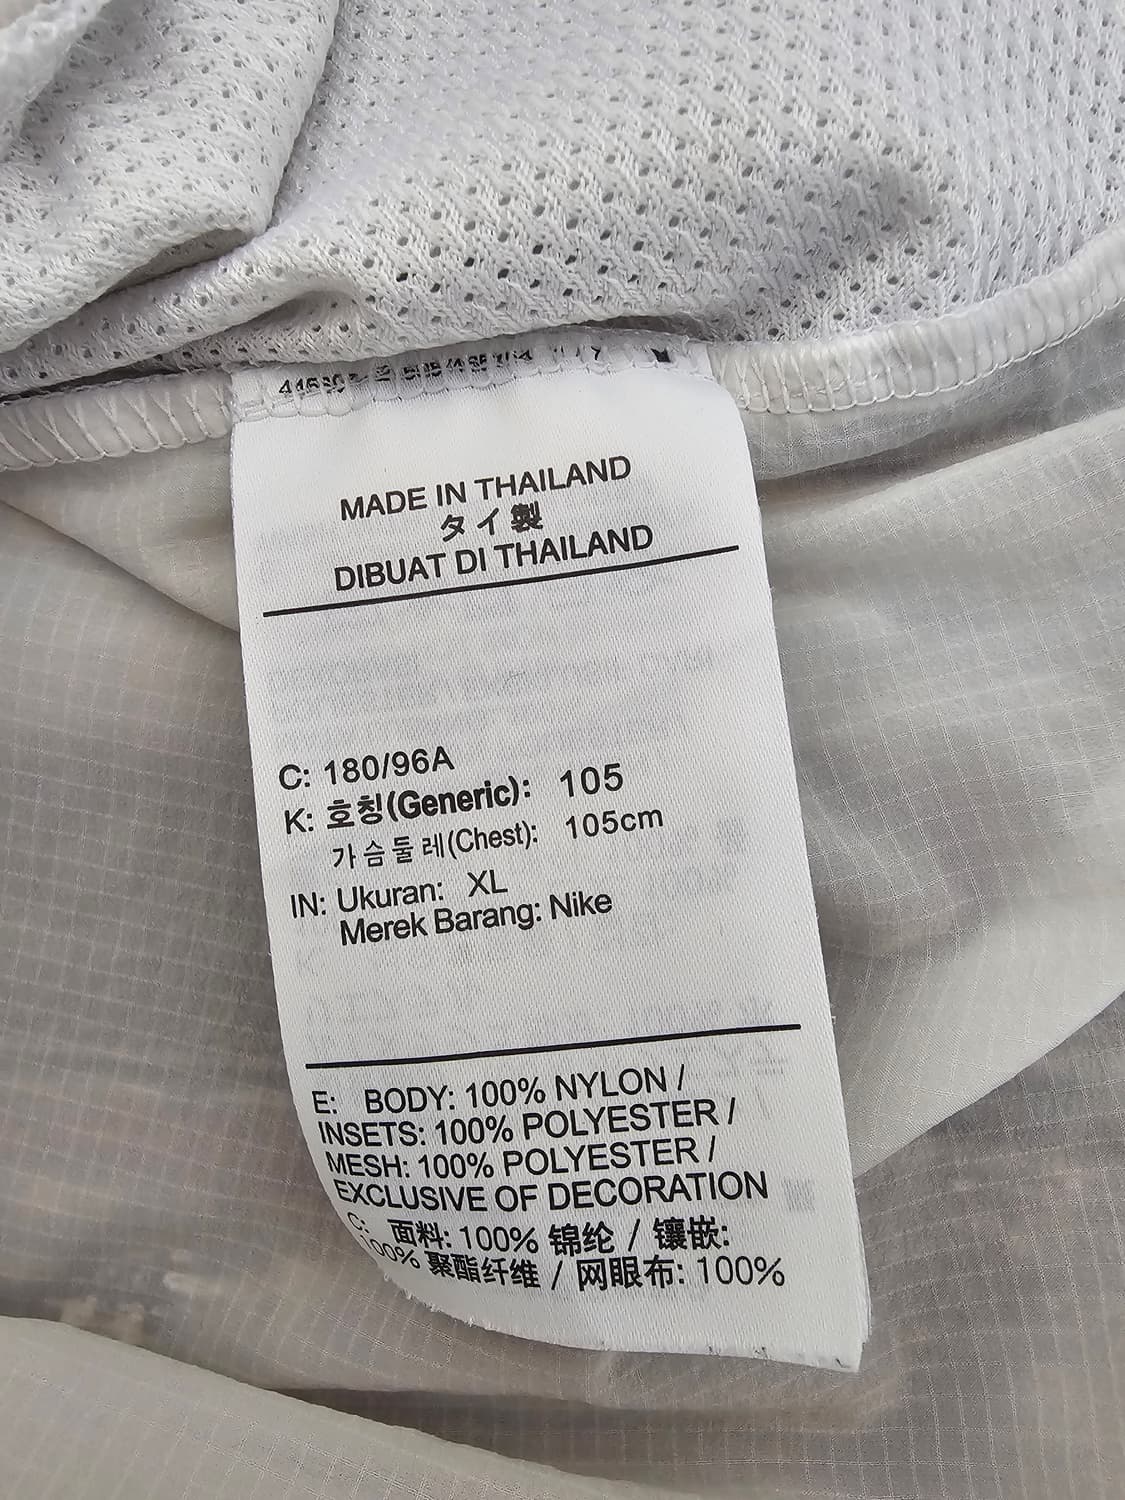 MADE IN THAILAND
タイ製
DIBUAT DI THAILAND
C: 180/96A
K: 호칭(Generic): 105
가슴둘레(Chest): 105cm
IN: Ukuran: XL
Merek Barang: Nike
E: BODY: 100% NYLON /
INSETS: 100% POLYESTER /
MESH: 100% POLYESTER /
EXCLUSIVE OF DECORATION
C: 面料: 100% 锦纶 / 镶嵌:
100% 聚酯纤维 / 网眼布: 100%